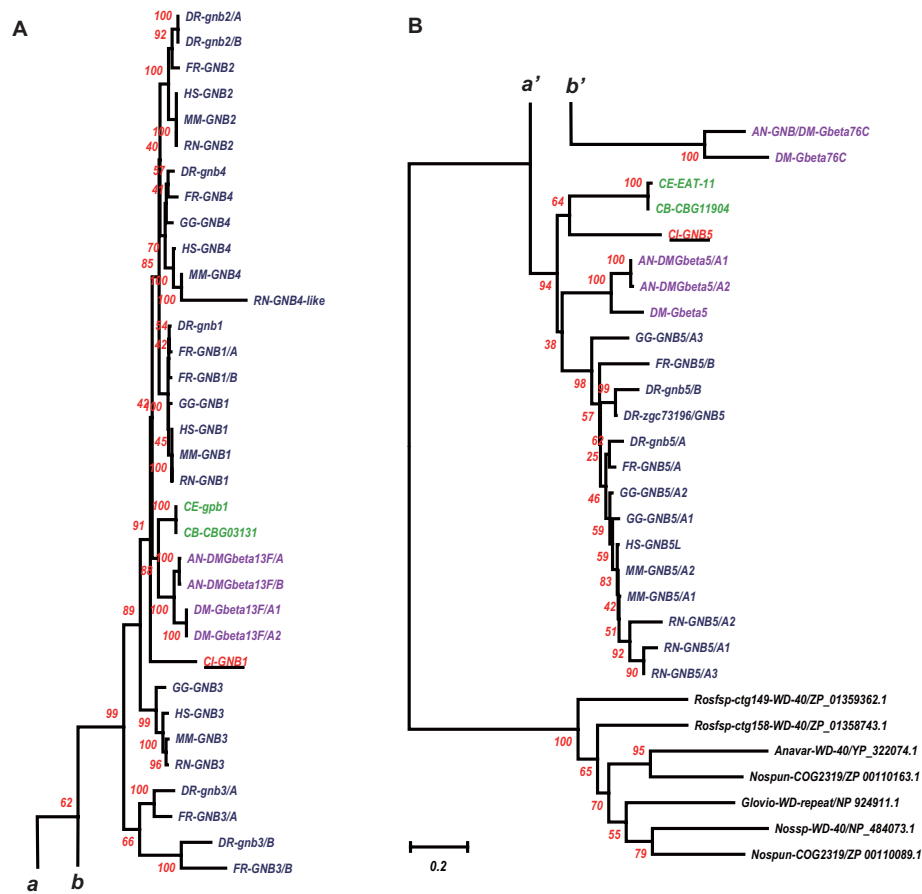 A
100
DR-gnb2/A
92
DR-gnb2/B
100
FR-GNB2
HS-GNB2
MM-GNB2
100
40
RN-GNB2
57
DR-gnb4
41
FR-GNB4
GG-GNB4
70
HS-GNB4
85
MM-GNB4
100
100
RN-GNB4-like
54
DR-gnb1
42
FR-GNB1/A
FR-GNB1/B
42
100
GG-GNB1
HS-GNB1
45
MM-GNB1
100
RN-GNB1
100
CE-gpb1
91
CB-CBG03131
88
100
AN-DMGbeta13F/A
AN-DMGbeta13F/B
100
DM-Gbeta13F/A1
89
100
DM-Gbeta13F/A2
CI-GNB1
GG-GNB3
99
99
HS-GNB3
100
MM-GNB3
96
RN-GNB3
100
DR-gnb3/A
62
FR-GNB3/A
66
DR-gnb3/B
100
FR-GNB3/B
a
b
B
a’
b’
AN-GNB/DM-Gbeta76C
100
DM-Gbeta76C
100
CE-EAT-11
64
CB-CBG11904
CI-GNB5
100
AN-DMGbeta5/A1
94
100
AN-DMGbeta5/A2
DM-Gbeta5
38
GG-GNB5/A3
98
FR-GNB5/B
99
DR-gnb5/B
57
DR-zgc73196/GNB5
62
DR-gnb5/A
25
FR-GNB5/A
46
GG-GNB5/A2
59
GG-GNB5/A1
59
HS-GNB5L
83
MM-GNB5/A2
42
MM-GNB5/A1
51
RN-GNB5/A2
92
RN-GNB5/A1
90
RN-GNB5/A3
Rosfsp-ctg149-WD-40/ZP_01359362.1
100
Rosfsp-ctg158-WD-40/ZP_01358743.1
65
95
Anavar-WD-40/YP_322074.1
Nospun-COG2319/ZP 00110163.1
70
Glovio-WD-repeat/NP 924911.1
55
Nossp-WD-40/NP_484073.1
79
Nospun-COG2319/ZP 00110089.1
0.2